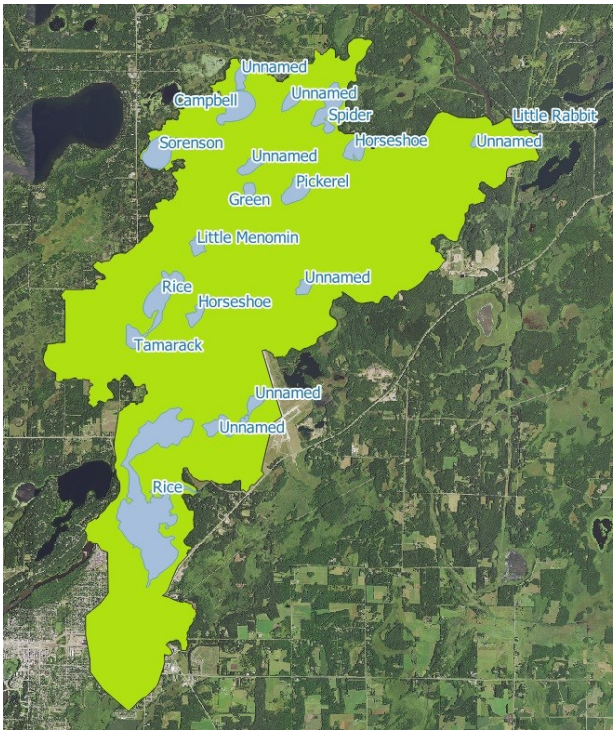 Unnamed
Unnamed
Campbell
Spider
Little Rabbit
Sorenson
Horseshoe
Unnamed
Unnamed
Pickerel
Green
Little Menomin
Unnamed
Rice
Horseshoe
Tamarack
Unnamed
Unnamed
Rice